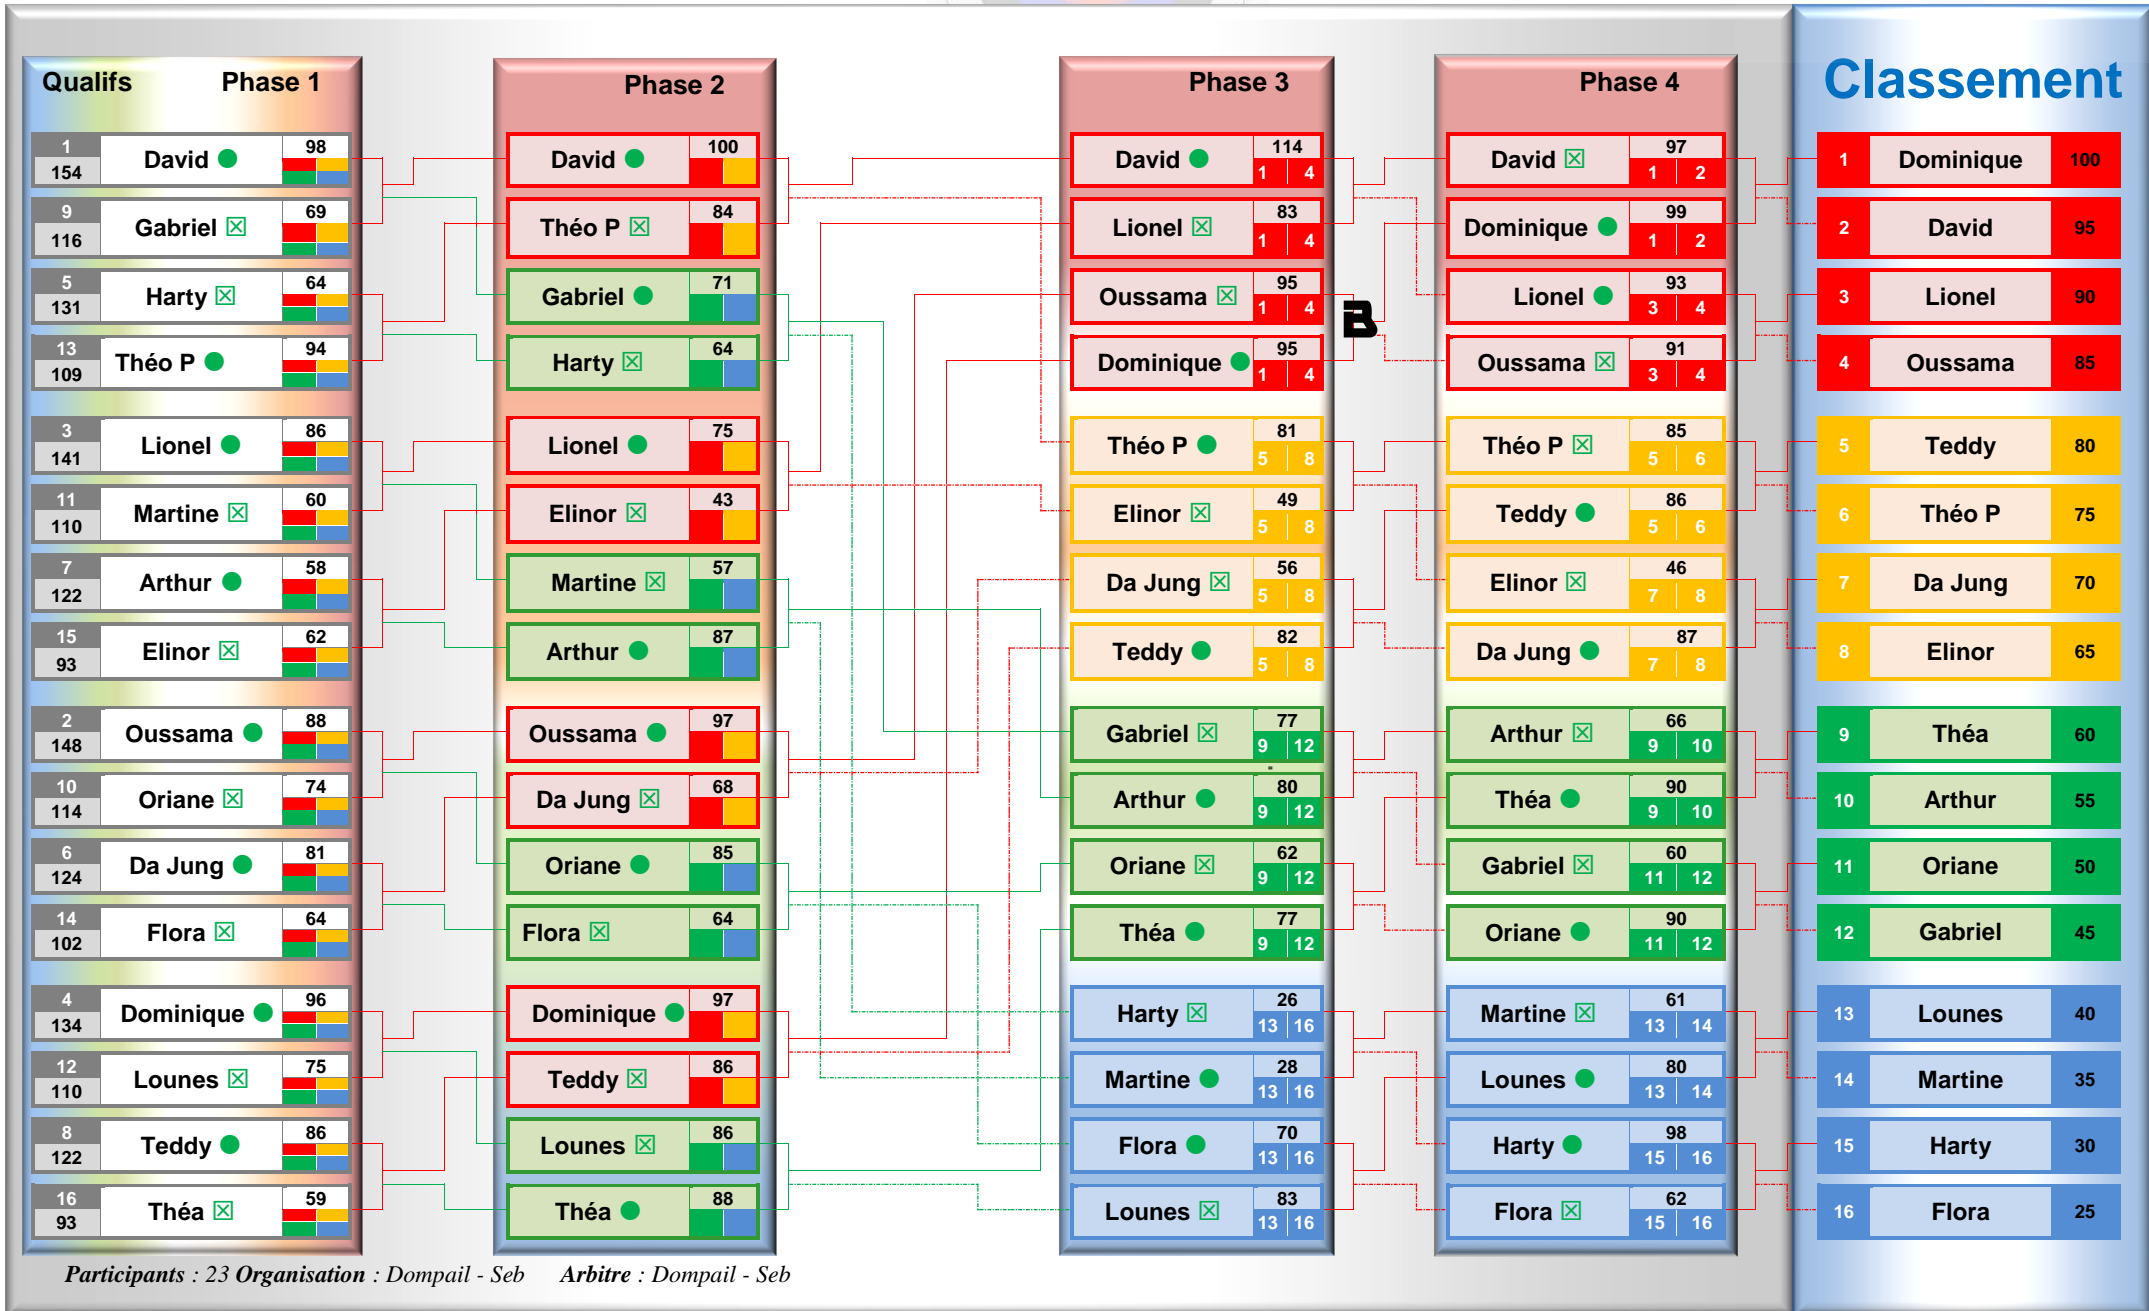 Qualifs Phase 1
1 154 David 98
9 116 Gabriel 69
5 131 Harty 64
13 109 Théo P 94
3 141 Lionel 86
11 110 Martine 60
7 122 Arthur 58
15 93 Elinor 62
2 148 Oussama 88
10 114 Oriane 74
6 124 Da Jung 81
14 102 Flora 64
4 134 Dominique 96
12 110 Lounes 75
8 122 Teddy 86
16 93 Théa 59
Phase 2
David 100
Théo P 84
Gabriel 71
Harty 64
Lionel 75
Elinor 43
Martine 57
Arthur 87
Oussama 97
Da Jung 68
Oriane 85
Flora 64
Dominique 97
Teddy 86
Lounes 86
Théa 88
Phase 3
David 114 1 4
Lionel 83 1 4
Oussama 95 1 4
Dominique 95 1 4
B
Théo P 81 5 8
Elinor 49 5 8
Da Jung 56 5 8
Teddy 82 5 8
Gabriel 77 9 12
Arthur 80 9 12
Oriane 62 9 12
Théa 77 9 12
Harty 26 13 16
Martine 28 13 16
Flora 70 13 16
Lounes 83 13 16
Phase 4
David 97 1 2
Dominique 99 1 2
Lionel 93 3 4
Oussama 91 3 4
Théo P 85 5 6
Teddy 86 5 6
Elinor 46 7 8
Da Jung 87 7 8
Arthur 66 9 10
Théa 90 9 10
Gabriel 60 11 12
Oriane 90 11 12
Martine 61 13 14
Lounes 80 13 14
Harty 98 15 16
Flora 62 15 16
Classement
1 Dominique 100
2 David 95
3 Lionel 90
4 Oussama 85
5 Teddy 80
6 Théo P 75
7 Da Jung 70
8 Elinor 65
9 Théa 60
10 Arthur 55
11 Oriane 50
12 Gabriel 45
13 Lounes 40
14 Martine 35
15 Harty 30
16 Flora 25
Participants : 23 Organisation : Dompail - Seb Arbitre : Dompail - Seb